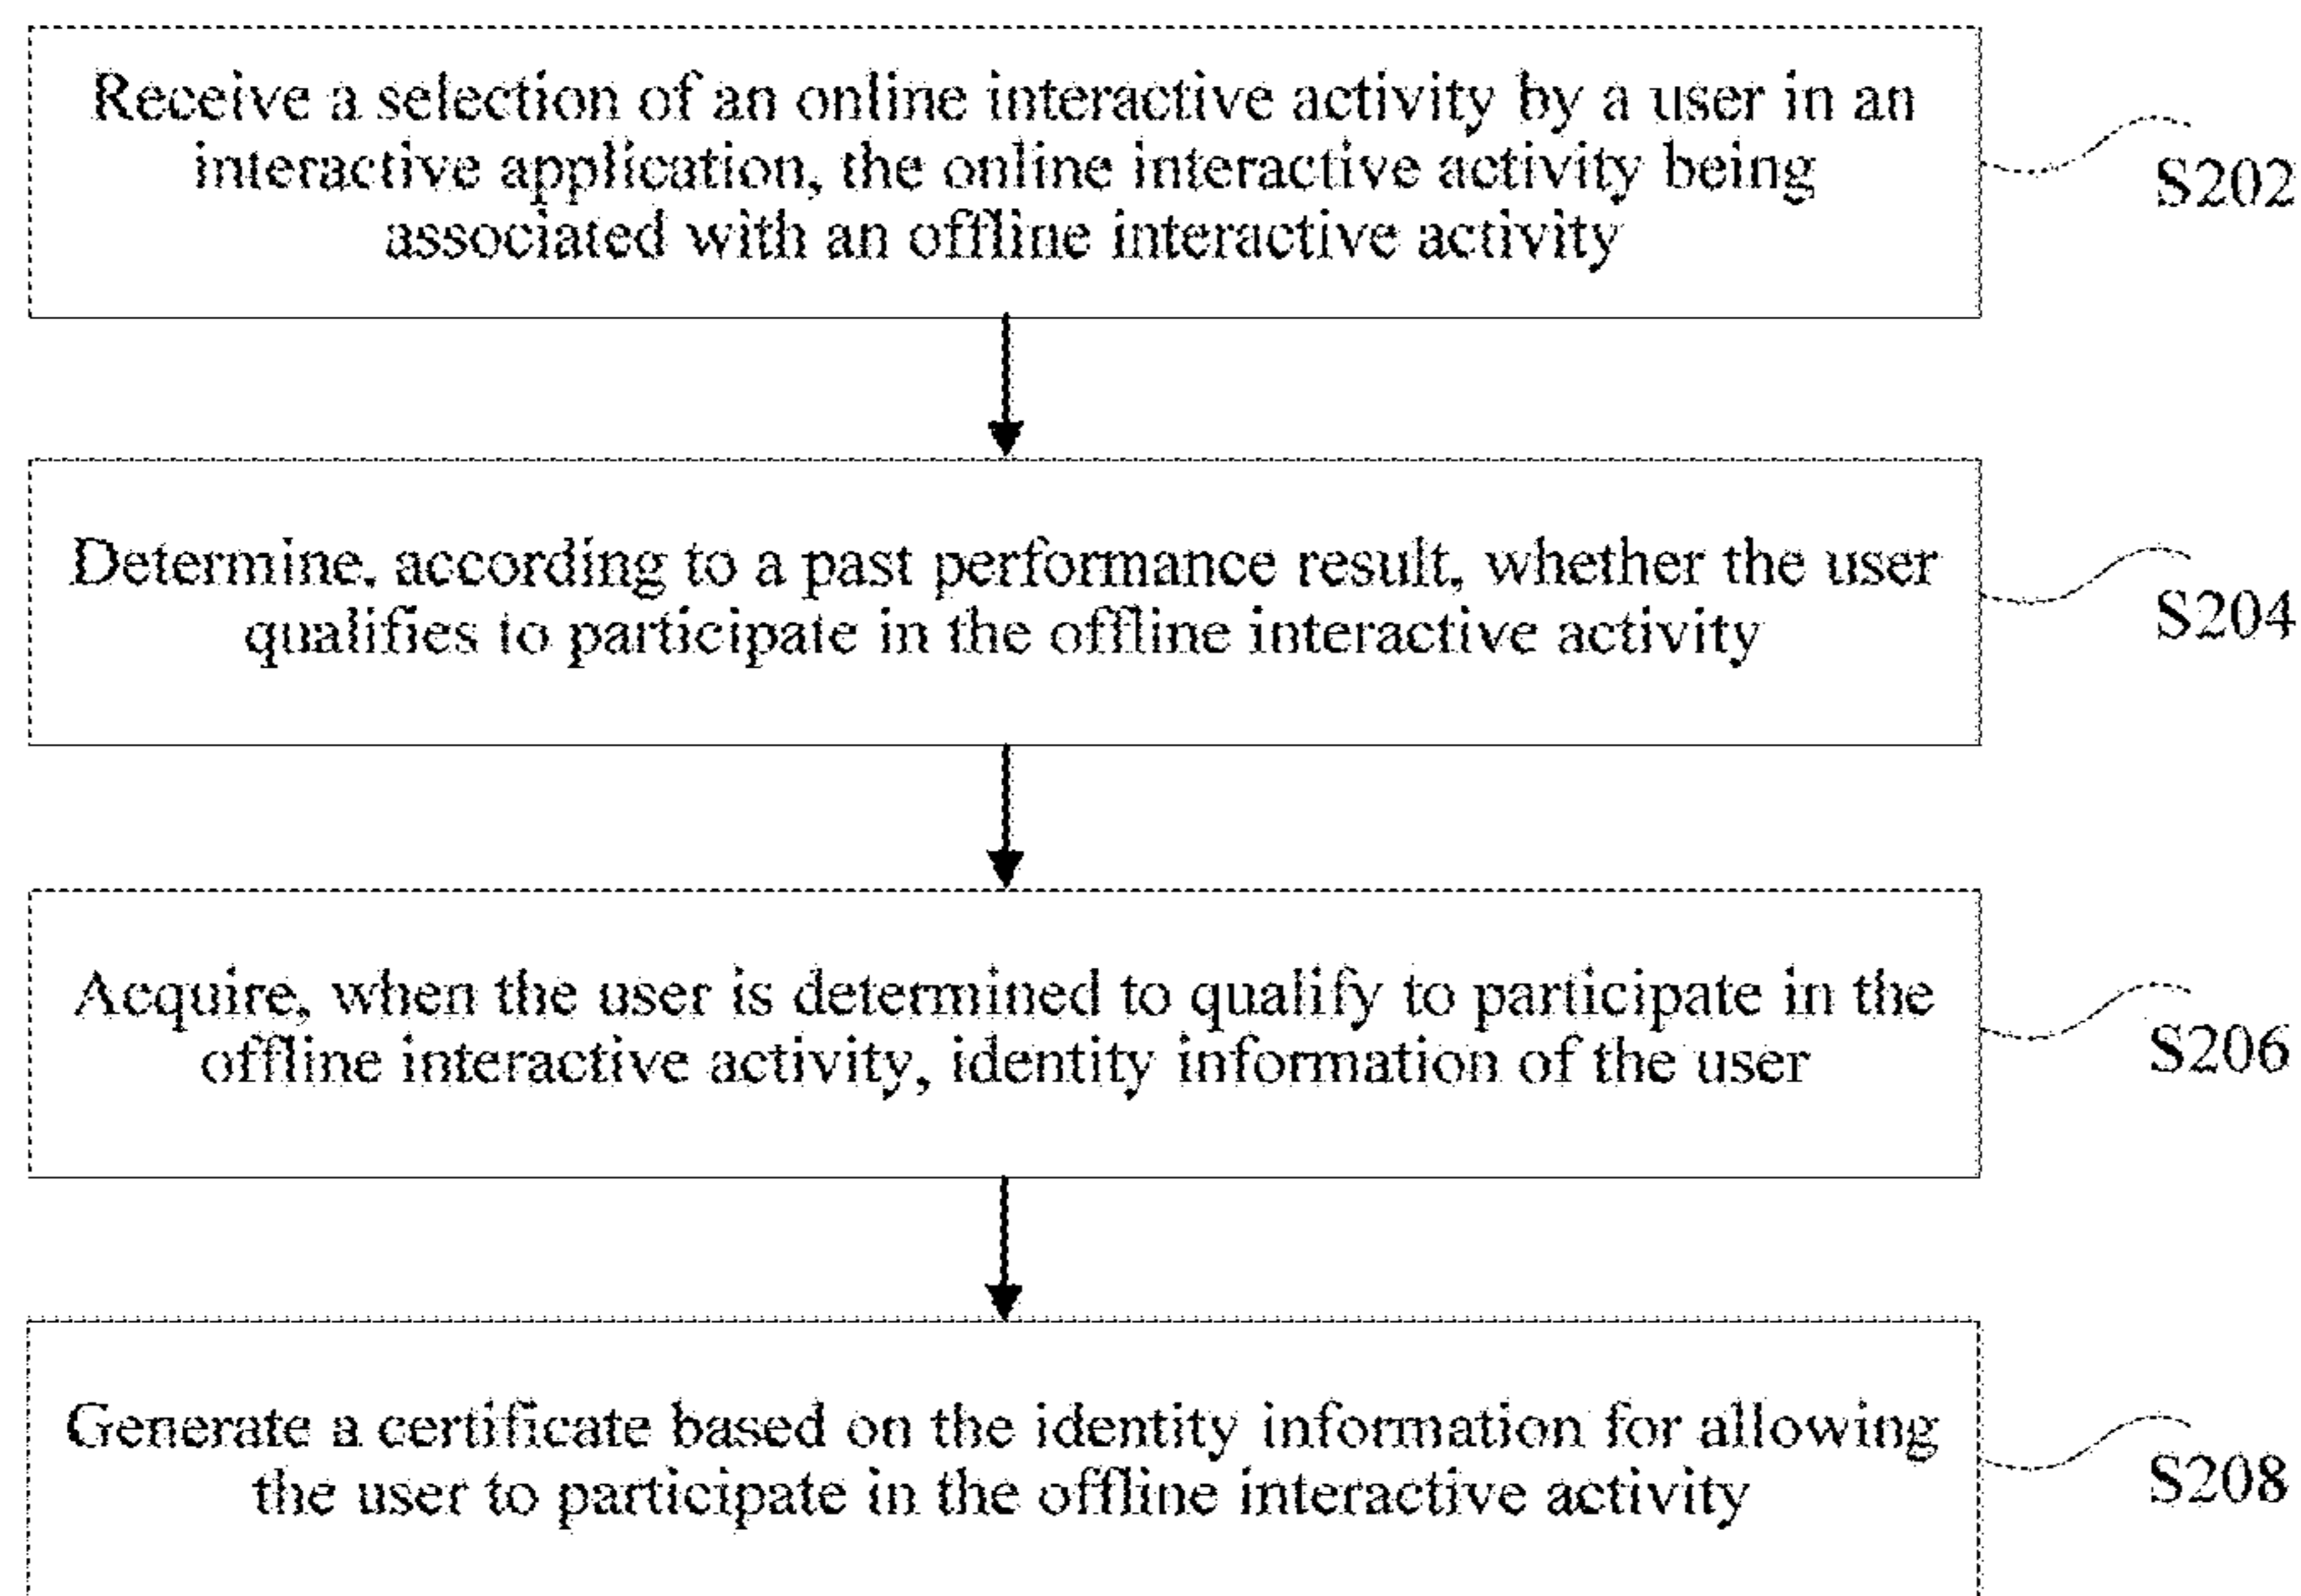 Receive a selection of an online interactive activity by a user in an
interactive application, the online interactive activity being
associated with an offline interactive activity
S202
Determine, according to a past performance result, whether the user
qualifies to participate in the offline interactive activity
S204
Acquire, when the user is determined to qualify to participate in the
offline interactive activity, identity information of the user
S206
Generate a certificate based on the identity information for allowing
the user to participate in the offline interactive activity
S208